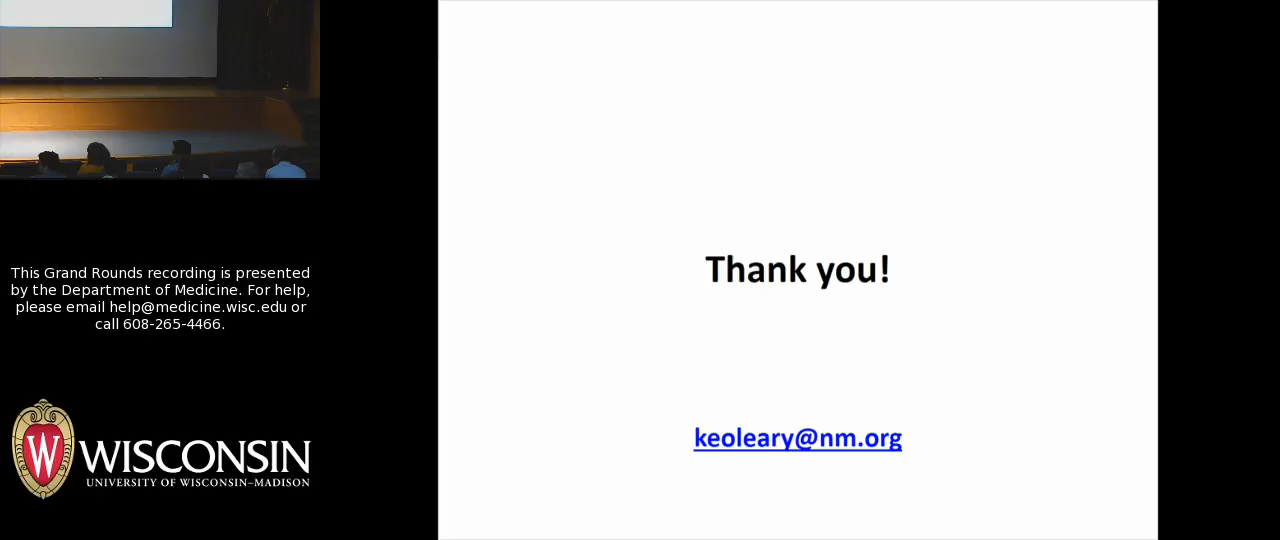 This Grand Rounds recording is presented
by the Department of Medicine. For help,
please email help@medicine.wisc.edu or
call 608-265-4466.
W
WISCONSIN
UNIVERSITY OF WISCONSIN–MADISON
Thank you!
keoleary@nm.org